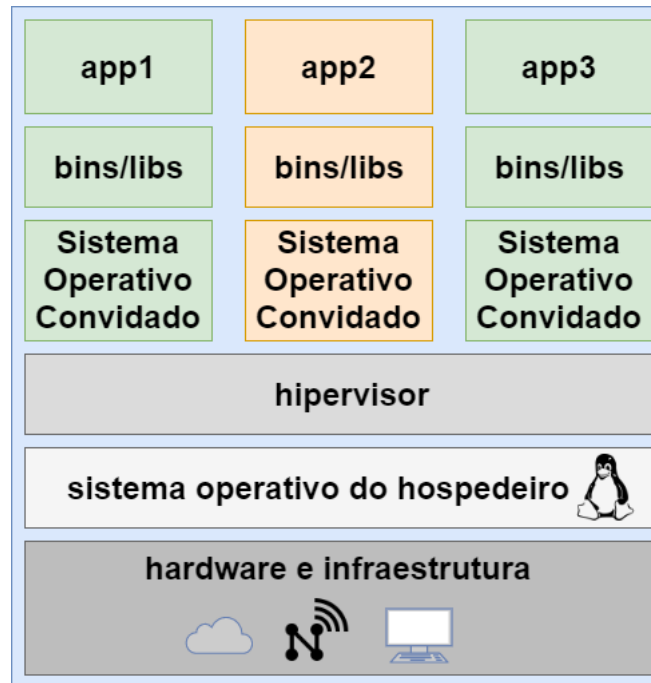 app1 app2 app3
bins/libs bins/libs bins/libs
Sistema Sistema Sistema
Operativo Operativo Operativo
Convidado Convidado Convidado
hipervisor
sistema operativo do hospedeiro
hardware e infraestrutura